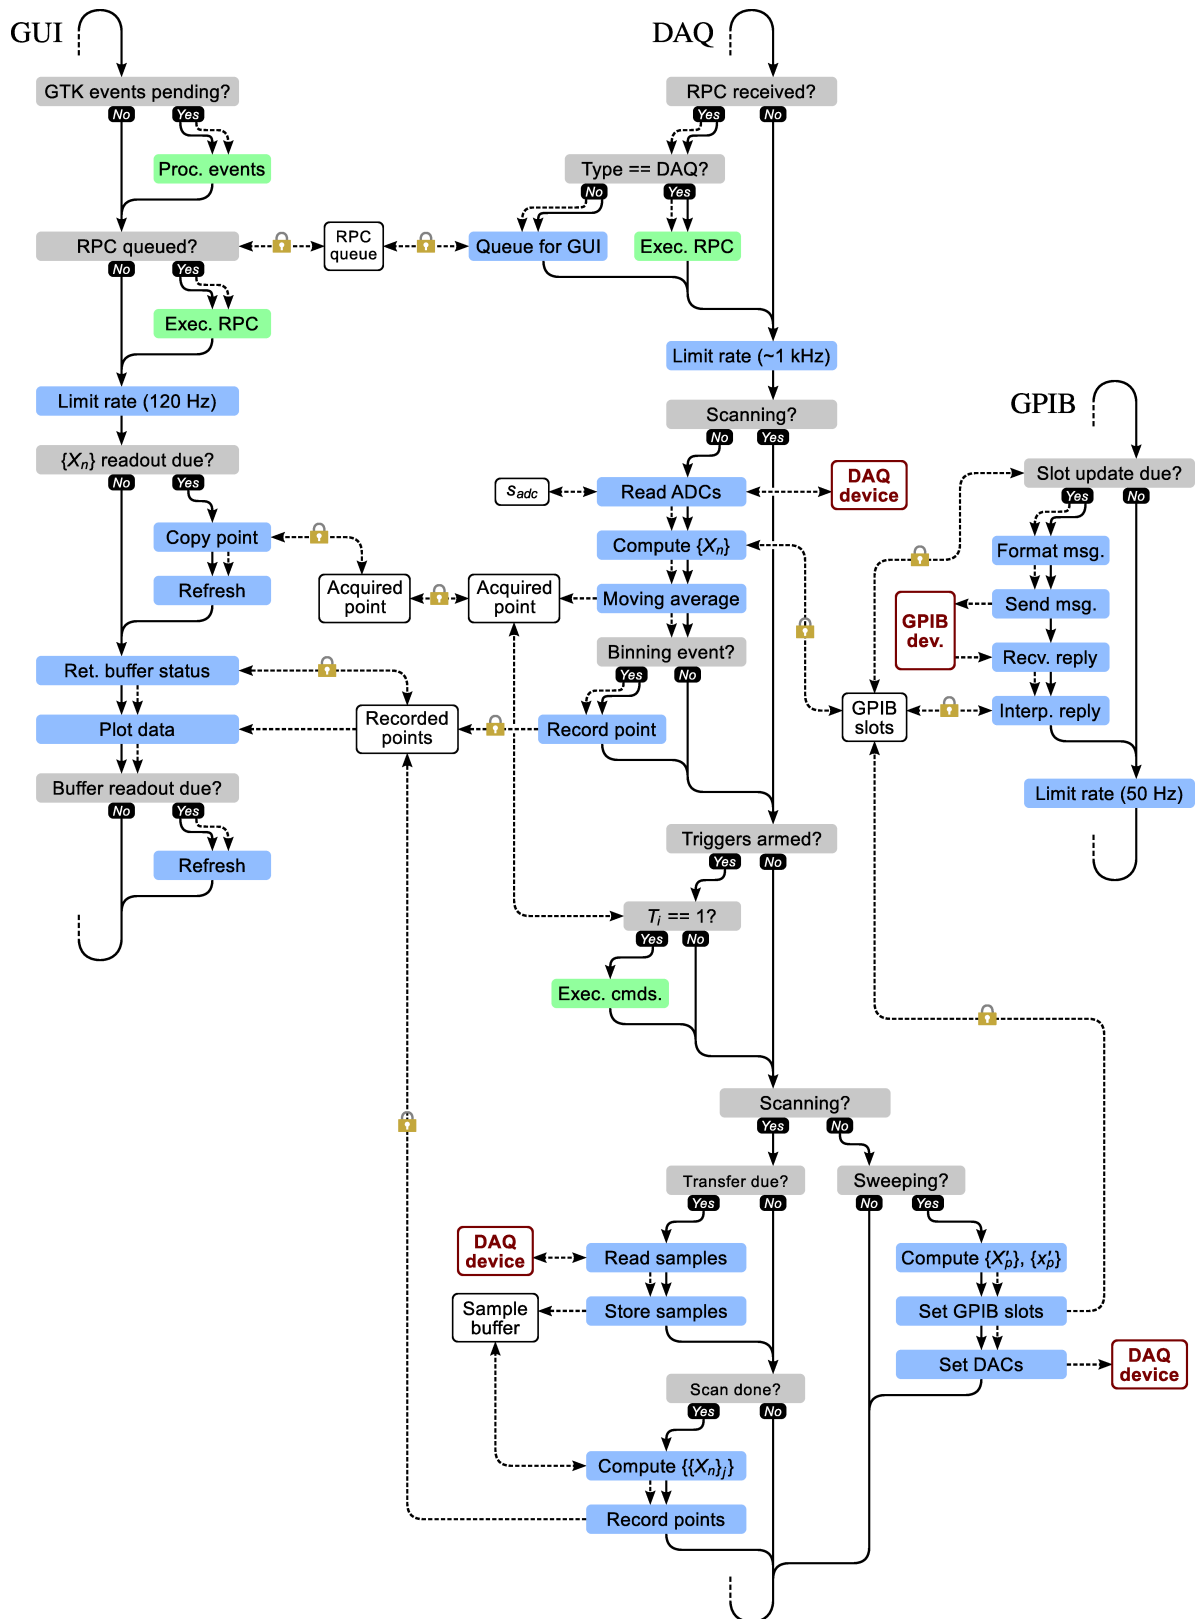 GUI
GTK events pending?
No
Yes
Proc. events
RPC queued?
No
Yes
Exec. RPC
Limit rate (120 Hz)
{Xn} readout due?
No
Yes
Copy point
Refresh
Ret. buffer status
Plot data
Buffer readout due?
No
Yes
Refresh
RPC
queue
Acquired
point
Acquired
point
Recorded
points
DAQ
RPC received?
Yes
No
Type == DAQ?
No
Yes
Queue for GUI
Exec. RPC
Limit rate (~1 kHz)
Scanning?
No
Yes
sadc
Read ADCs
DAQ
device
Compute {Xn}
Moving average
Binning event?
Yes
No
Record point
Triggers armed?
Yes
No
Ti == 1?
Yes
No
Exec. cmds.
Scanning?
Yes
No
Transfer due?
Yes
No
Sweeping?
No
Yes
DAQ
device
Read samples
Sample
buffer
Store samples
Compute {X′p}, {x′p}
Set GPIB slots
Set DACs
DAQ
device
Scan done?
Yes
No
Compute {{Xn}j}
Record points
GPIB
Slot update due?
Yes
No
Format msg.
Send msg.
GPIB
dev.
Recv. reply
Interp. reply
GPIB
slots
Limit rate (50 Hz)